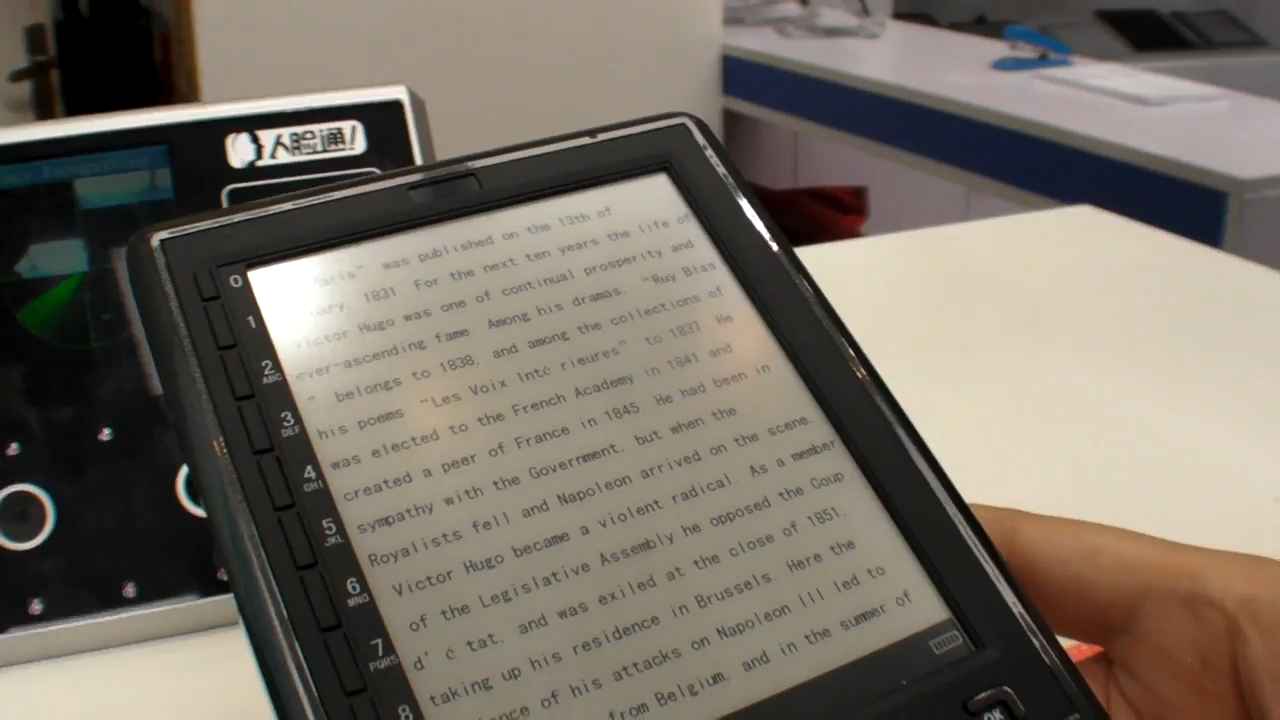 人脸通!
aris" was published on the 13th of
uary, 1831 For the next ten years the life of
Victor Hugo was one of continual prosperity and
ever-ascending fame Among his dramas, "Ruy Blas
" belongs to 1838, and among the collections of
his poems "Les Voix Inté rieures" to 1837 He
was elected to the French Academy in 1841 and
created a peer of France in 1845. He had been in
sympathy with the Government, but when the
Royalists fell and Napoleon arrived on the scene.
Victor Hugo became a violent radical. As a member
of the Legislative Assembly he opposed the Coup
d' é tat, and was exiled at the close of 1851.
taking up his residence in Brussels. Here the
ence of his attacks on Napoleon III led to
from Belgium, and in the summer of
0
1
2
ABC
3
DEF
4
GHI
5
JKL
6
MNO
7
PQRS
8
OK